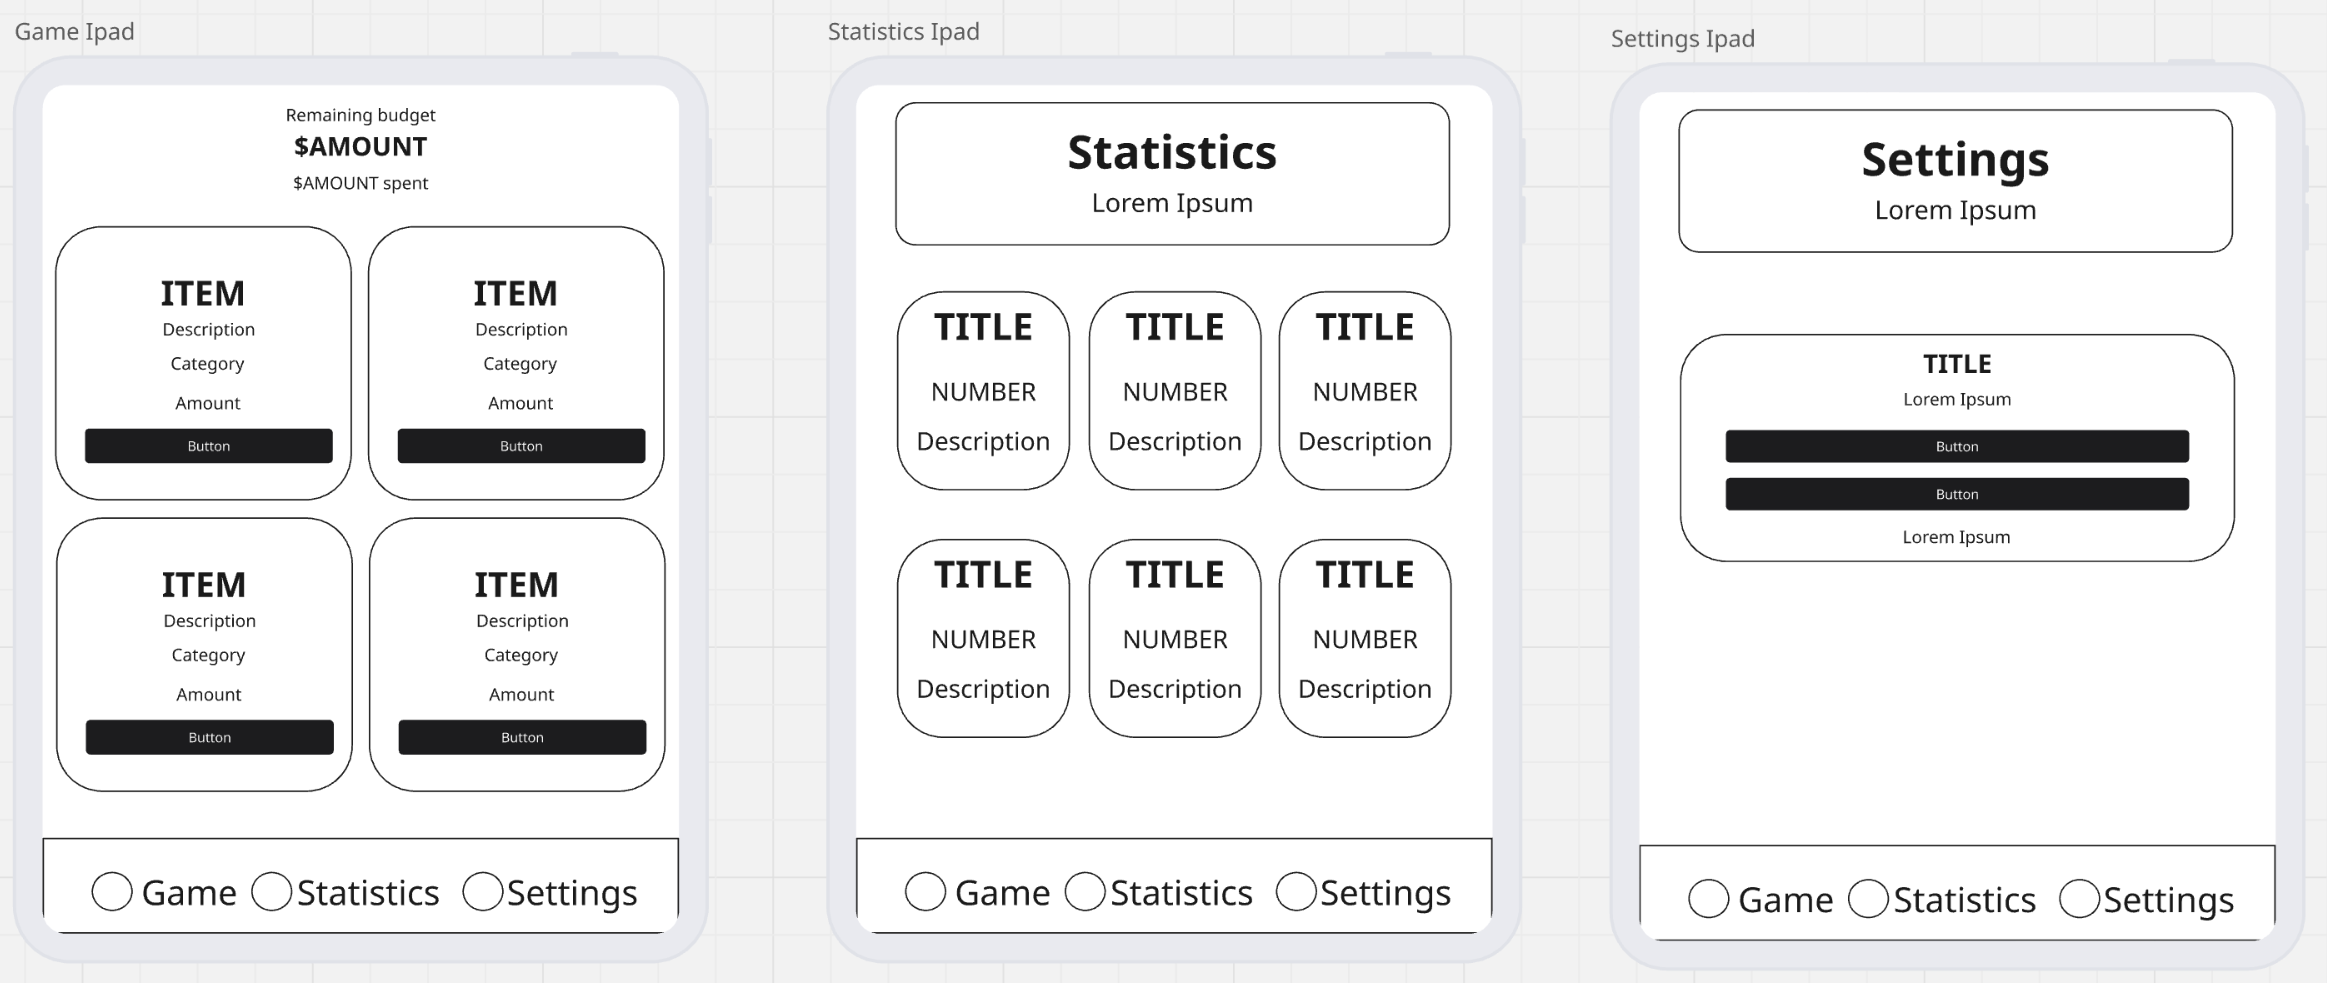 Game Ipad
Remaining budget
$AMOUNT
$AMOUNT spent
ITEM
Description
Category
Amount
Button
ITEM
Description
Category
Amount
Button
ITEM
Description
Category
Amount
Button
ITEM
Description
Category
Amount
Button
Game Statistics Settings
Statistics Ipad
Statistics
Lorem Ipsum
TITLE
NUMBER
Description
TITLE
NUMBER
Description
TITLE
NUMBER
Description
TITLE
NUMBER
Description
TITLE
NUMBER
Description
TITLE
NUMBER
Description
Game Statistics Settings
Settings Ipad
Settings
Lorem Ipsum
TITLE
Lorem Ipsum
Button
Button
Lorem Ipsum
Game Statistics Settings